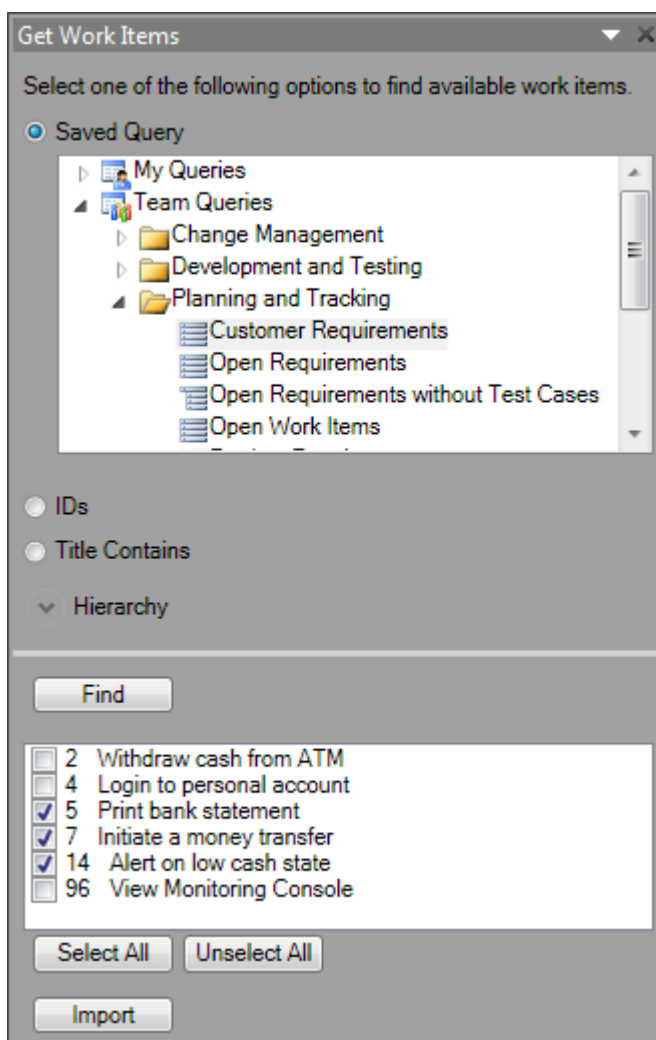 Get Work Items
Select one of the following options to find available work items.
Saved Query
My Queries
Team Queries
Change Management
Development and Testing
Planning and Tracking
Customer Requirements
Open Requirements
Open Requirements without Test Cases
Open Work Items
IDs
Title Contains
Hierarchy
Find
2 Withdraw cash from ATM
4 Login to personal account
5 Print bank statement
7 Initiate a money transfer
14 Alert on low cash state
96 View Monitoring Console
Select All Unselect All
Import